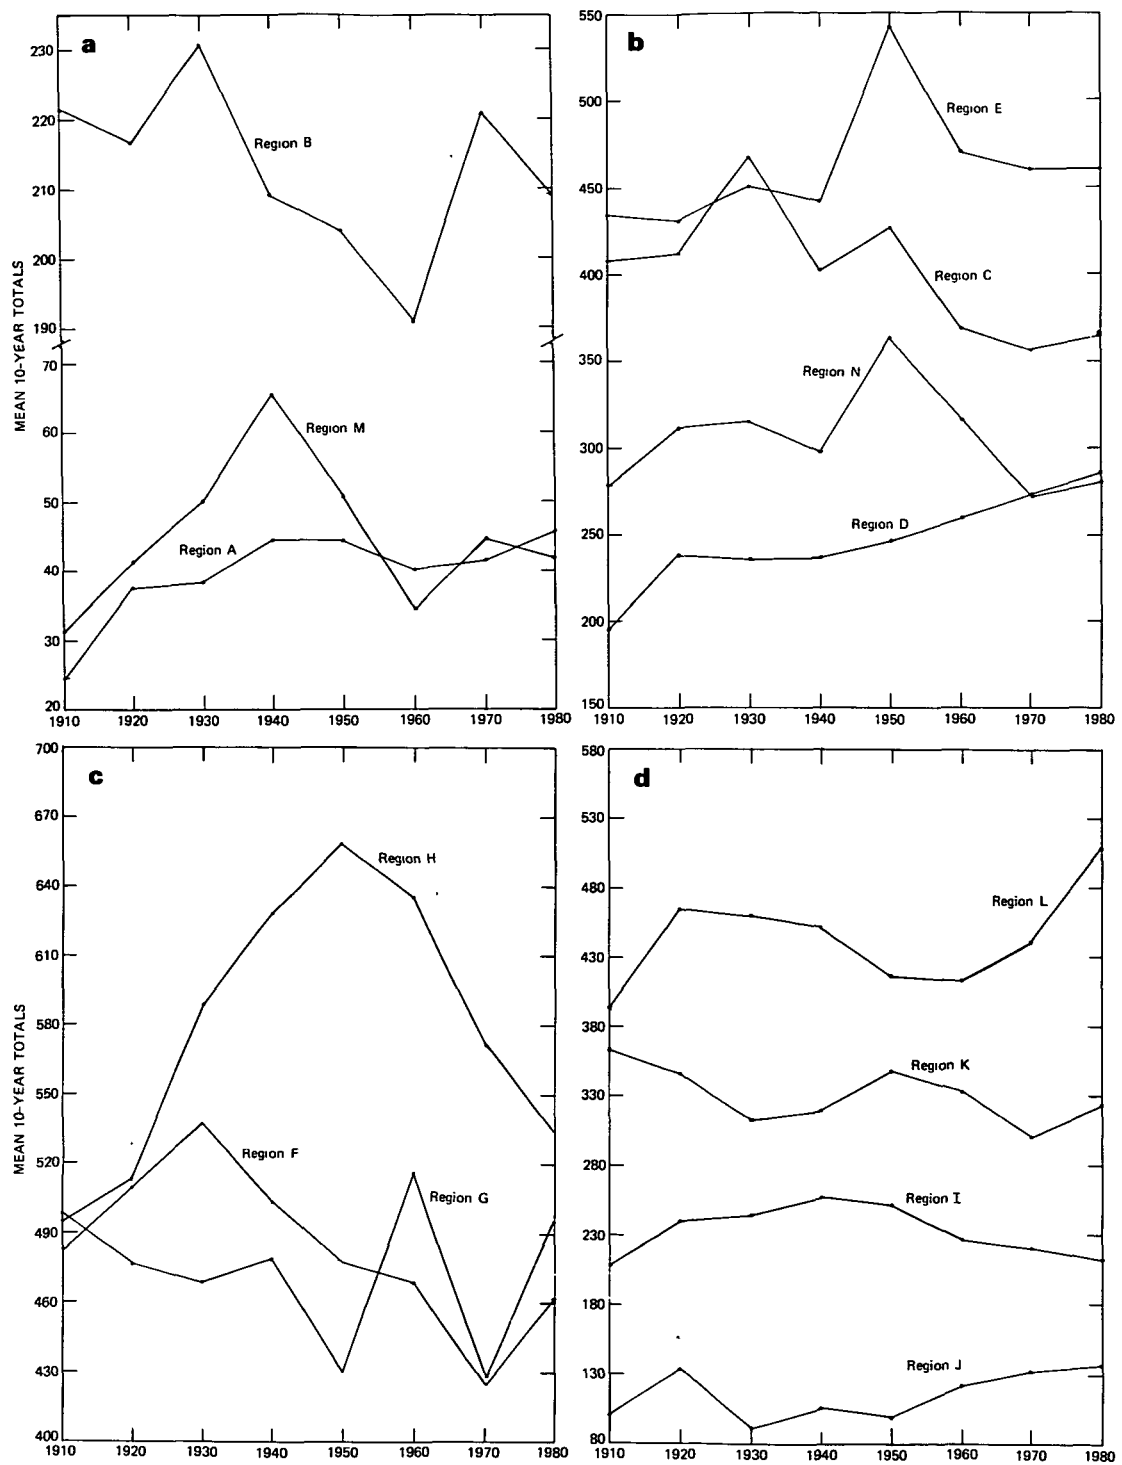 a
230
220
210
200
190
70
60
50
40
30
20
MEAN 10-YEAR TOTALS
Region B
Region M
Region A
1910 1920 1930 1940 1950 1960 1970 1980
b
550
500
450
400
350
300
250
200
150
Region E
Region C
Region N
Region D
1910 1920 1930 1940 1950 1960 1970 1980
c
700
670
640
610
580
550
520
490
460
430
400
MEAN 10-YEAR TOTALS
Region H
Region F
Region G
1910 1920 1930 1940 1950 1960 1970 1980
d
580
530
480
430
380
330
280
230
180
130
80
Region L
Region K
Region I
Region J
1910 1920 1930 1940 1950 1960 1970 1980